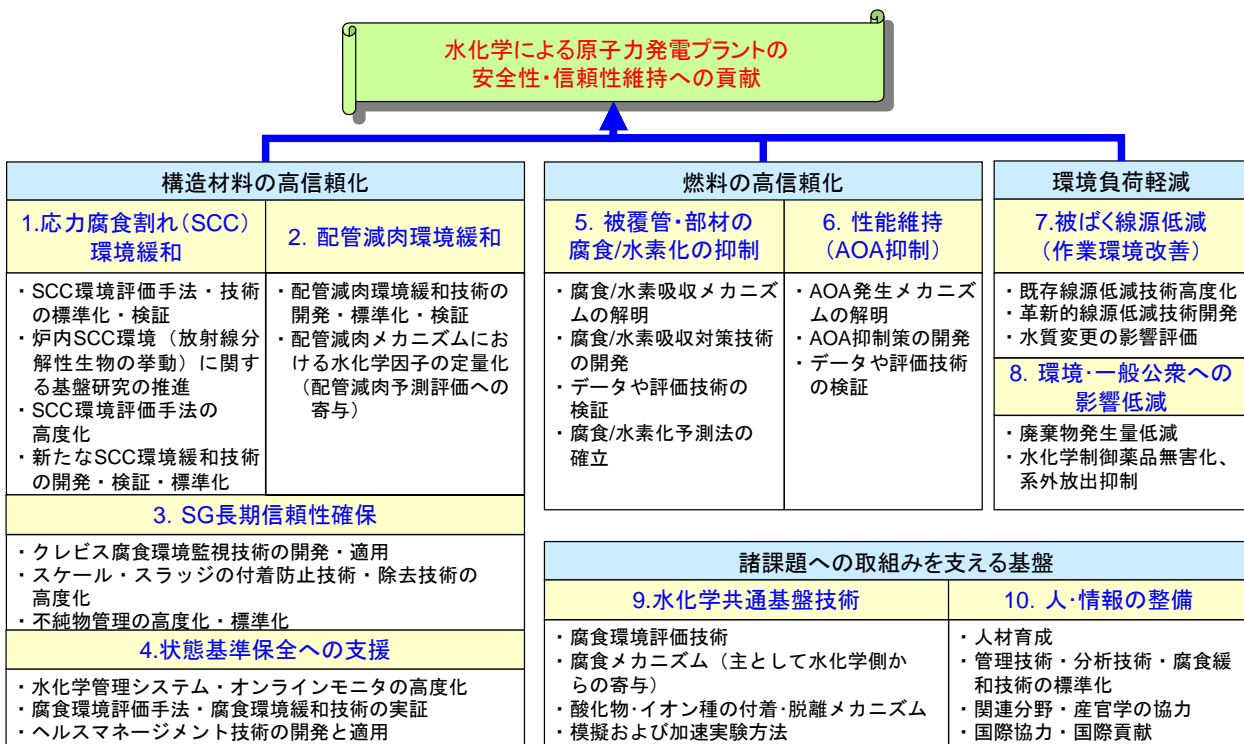 水化学による原子力発電プラントの
安全性・信頼性維持への貢献
構造材料の高信頼化
1.応力腐食割れ(SCC)
環境緩和
・SCC環境評価手法・技術
の標準化・検証
・炉内SCC環境（放射線分
解性生物の挙動）に関す
る基盤研究の推進
・SCC環境評価手法の
高度化
・新たなSCC環境緩和技術
の開発・検証・標準化
2. 配管減肉環境緩和
・配管減肉環境緩和技術の
開発・標準化・検証
・配管減肉メカニズムにお
ける水化学因子の定量化
（配管減肉予測評価への
寄与）
3. SG長期信頼性確保
・クレビス腐食環境監視技術の開発・適用
・スケール・スラッジの付着防止技術・除去技術の
高度化
・不純物管理の高度化・標準化
4.状態基準保全への支援
・水化学管理システム・オンラインモニタの高度化
・腐食環境評価手法・腐食環境緩和技術の実証
・ヘルスマネージメント技術の開発と適用
燃料の高信頼化
5. 被覆管・部材の
腐食/水素化の抑制
・腐食/水素吸収メカニズ
ムの解明
・腐食/水素吸収対策技術
の開発
・データや評価技術の
検証
・腐食/水素化予測法の
確立
6. 性能維持
(AOA抑制)
・AOA発生メカニズ
ムの解明
・AOA抑制策の開発
・データや評価技術
の検証
環境負荷軽減
7.被ばく線源低減
(作業環境改善)
・既存線源低減技術高度化
・革新的線源低減技術開発
・水質変更の影響評価
8. 環境・一般公衆への
影響低減
・廃棄物発生量低減
・水化学制御薬品無害化、
系外放出抑制
諸課題への取組みを支える基盤
9.水化学共通基盤技術
・腐食環境評価技術
・腐食メカニズム（主として水化学側か
らの寄与）
・酸化物・イオン種の付着・脱離メカニズム
・模擬および加速実験方法
10. 人・情報の整備
・人材育成
・管理技術・分析技術・腐食緩
和技術の標準化
・関連分野・産官学の協力
・国際協力・国際貢献